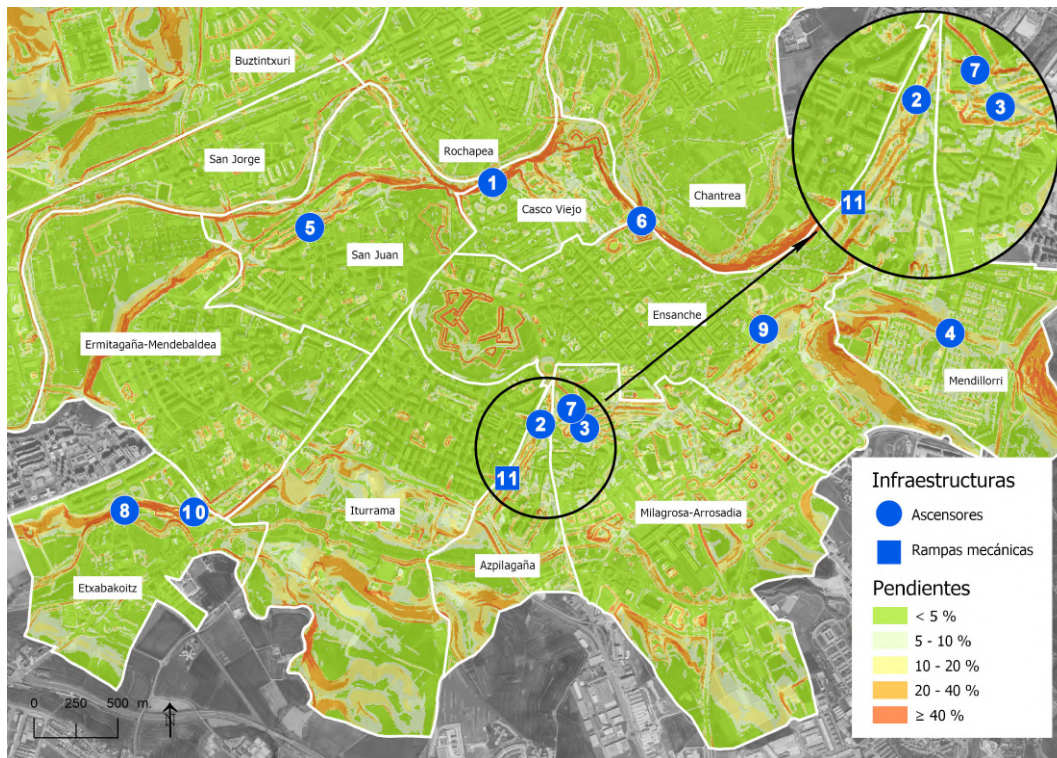 Buztintxuri
7
2
3
San Jorge
Rochapea
1
Casco Viejo
Chantrea
11
6
5
San Juan
Ensanche
9
4
Ermitagaña-Mendebaldea
Mendillorri
7
2
3
11
Infraestructuras
Ascensores
Rampas mecánicas
8
10
Iturrama
Milagrosa-Arrosadia
Azpilagaña
Etxabakoitz
Pendientes
< 5 %
5 - 10 %
10 - 20 %
20 - 40 %
≥ 40 %
0 250 500 m.